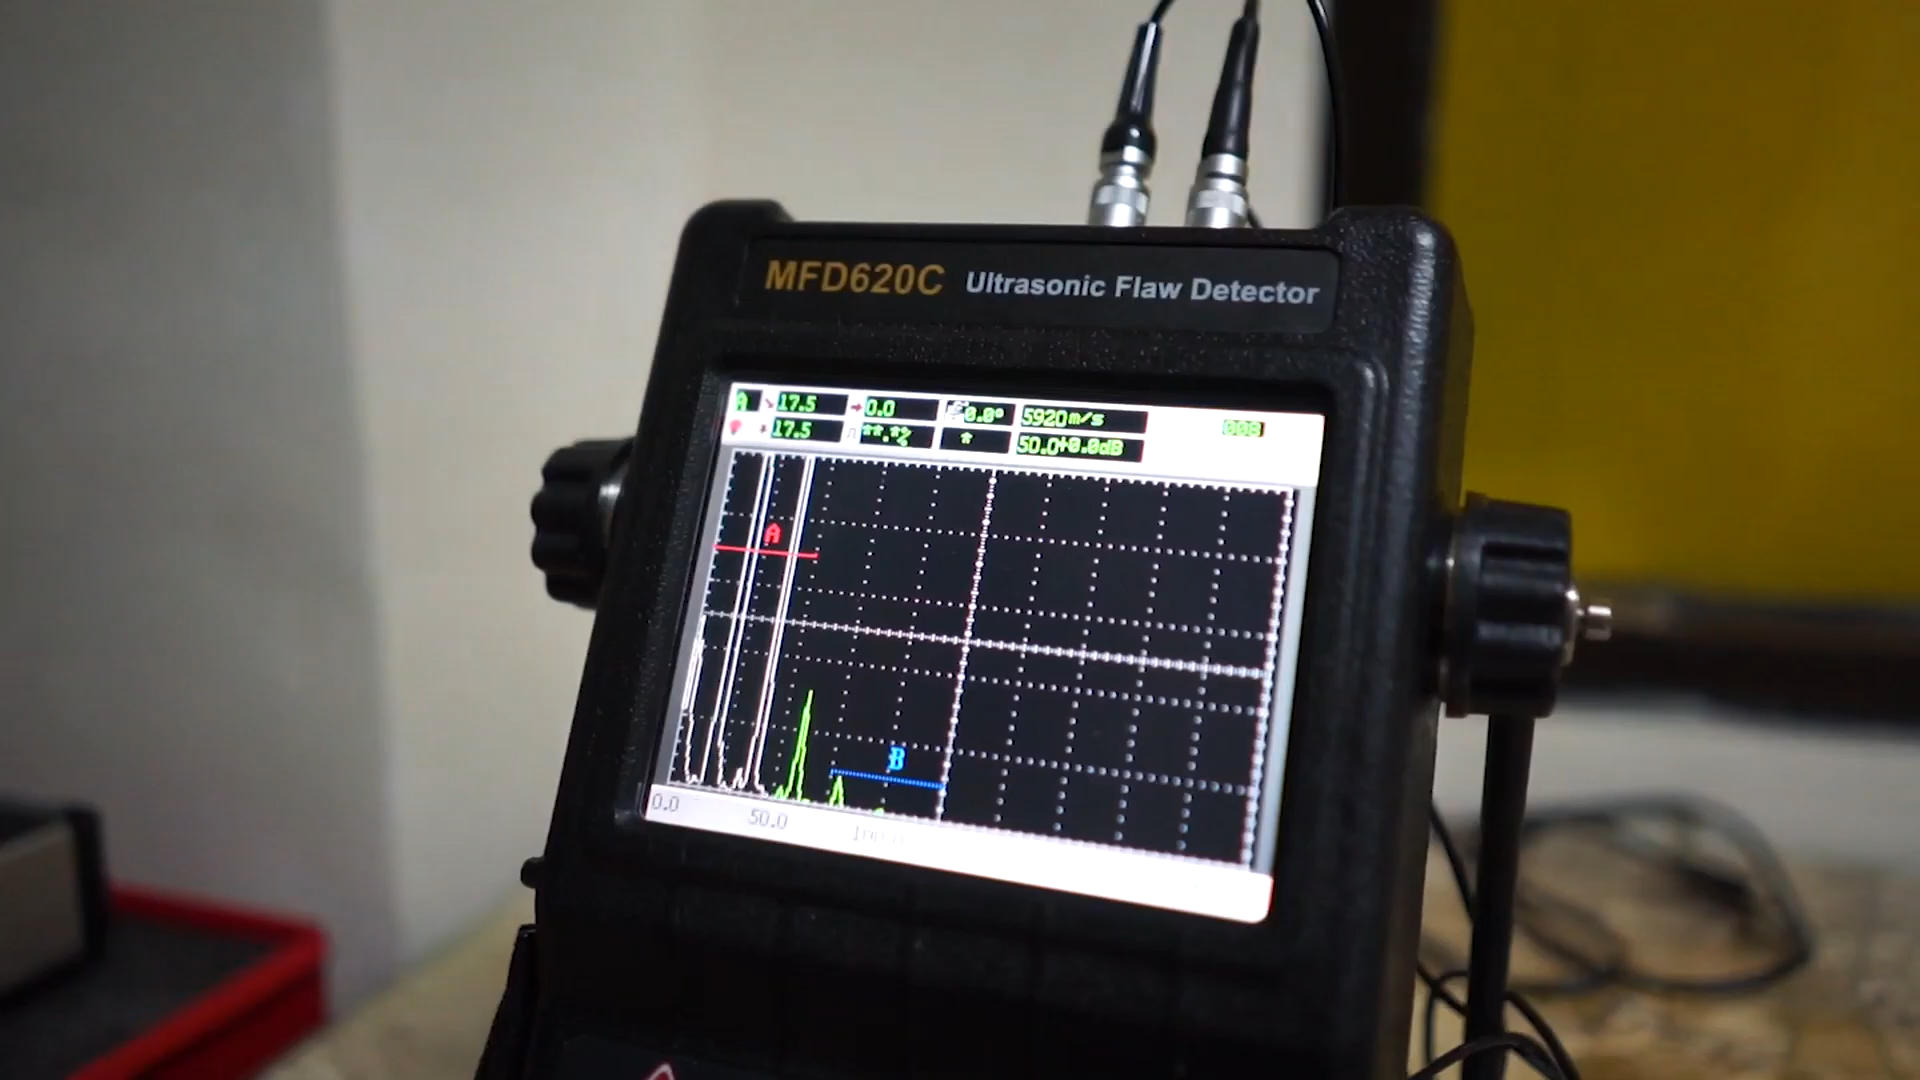 MFD620C Ultrasonic Flaw Detector
A 17.5 0.0 0.0° 5920m/s 008
17.5 **.*% * 50.0+0.0dB
A
B
0.0 50.0